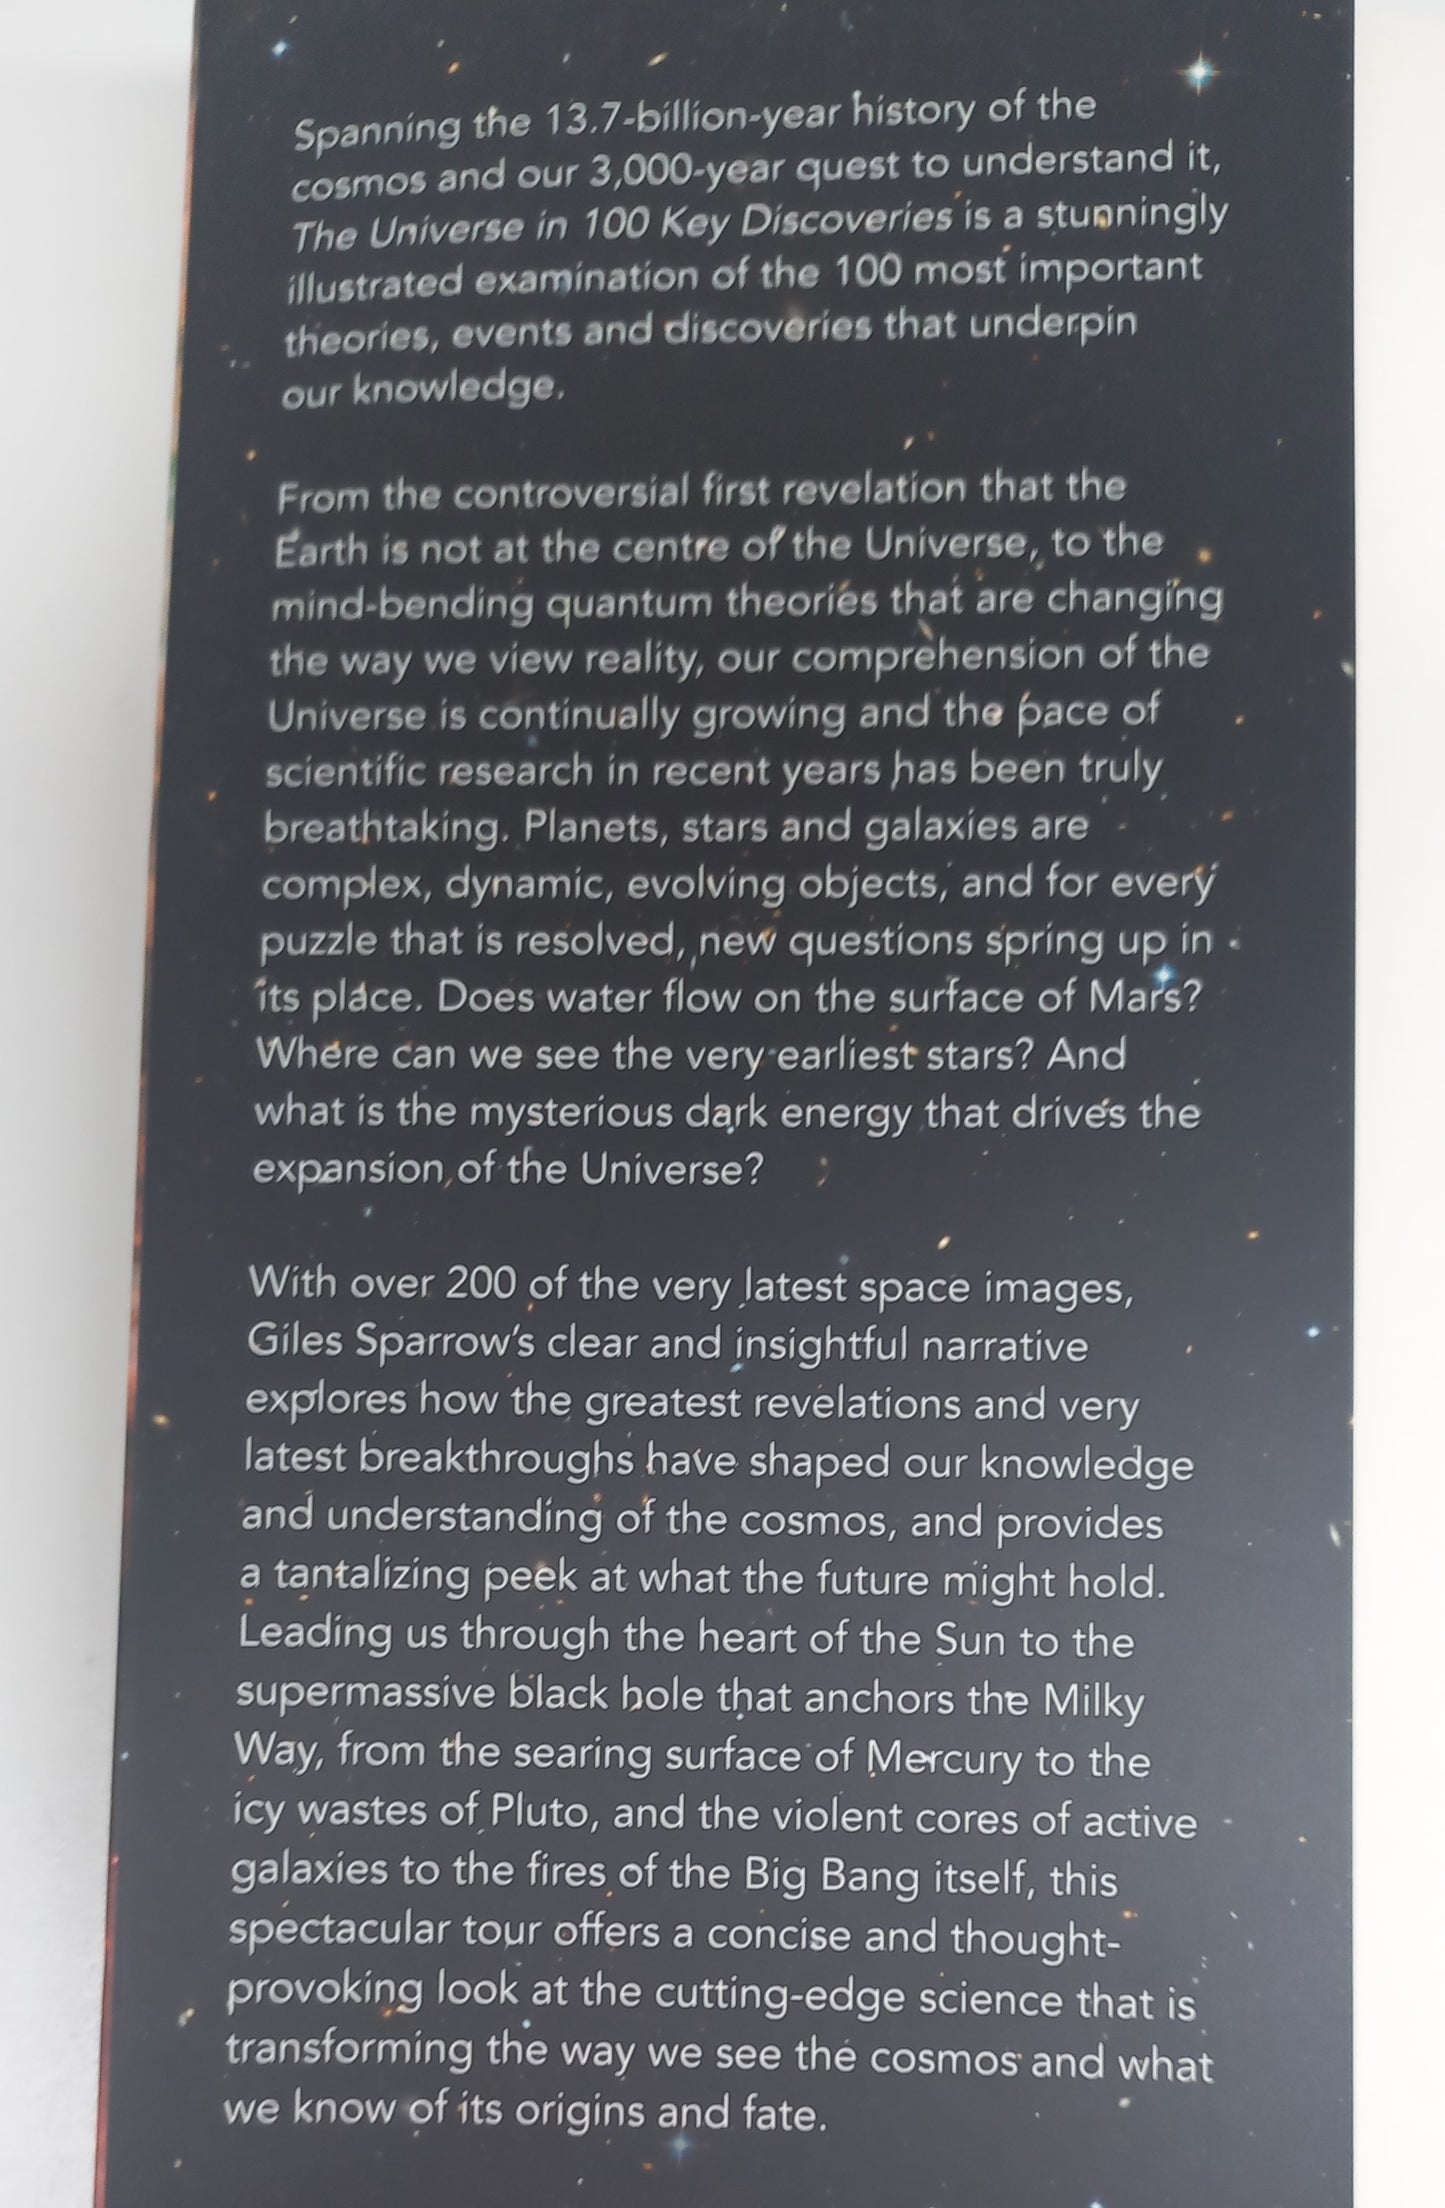 Spanning the 13.7-billion-year history of the
cosmos and our 3,000-year quest to understand it,
The Universe in 100 Key Discoveries is a stunningly
illustrated examination of the 100 most important
theories, events and discoveries that underpin
our knowledge.
From the controversial first revelation that the
Earth is not at the centre of the Universe, to the
mind-bending quantum theories that are changing
the way we view reality, our comprehension of the
Universe is continually growing and the pace of
scientific research in recent years has been truly
breathtaking. Planets, stars and galaxies are
complex, dynamic, evolving objects, and for every
puzzle that is resolved, new questions spring up in
its place. Does water flow on the surface of Mars?
Where can we see the very earliest stars? And
what is the mysterious dark energy that drives the
expansion of the Universe?
With over 200 of the very latest space images,
Giles Sparrow's clear and insightful narrative
explores how the greatest revelations and very
latest breakthroughs have shaped our knowledge
and understanding of the cosmos, and provides
a tantalizing peek at what the future might hold.
Leading us through the heart of the Sun to the
supermassive black hole that anchors the Milky
Way, from the searing surface of Mercury to the
icy wastes of Pluto, and the violent cores of active
galaxies to the fires of the Big Bang itself, this
spectacular tour offers a concise and thought-
provoking look at the cutting-edge science that is
transforming the way we see the cosmos and what
we know of its origins and fate.